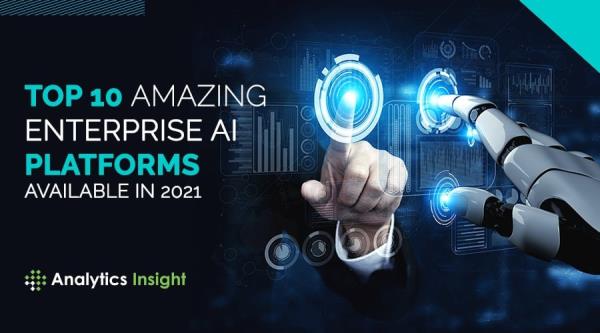 TOP 10 AMAZING
ENTERPRISE AI
PLATFORMS
AVAILABLE IN 2021
Analytics Insight